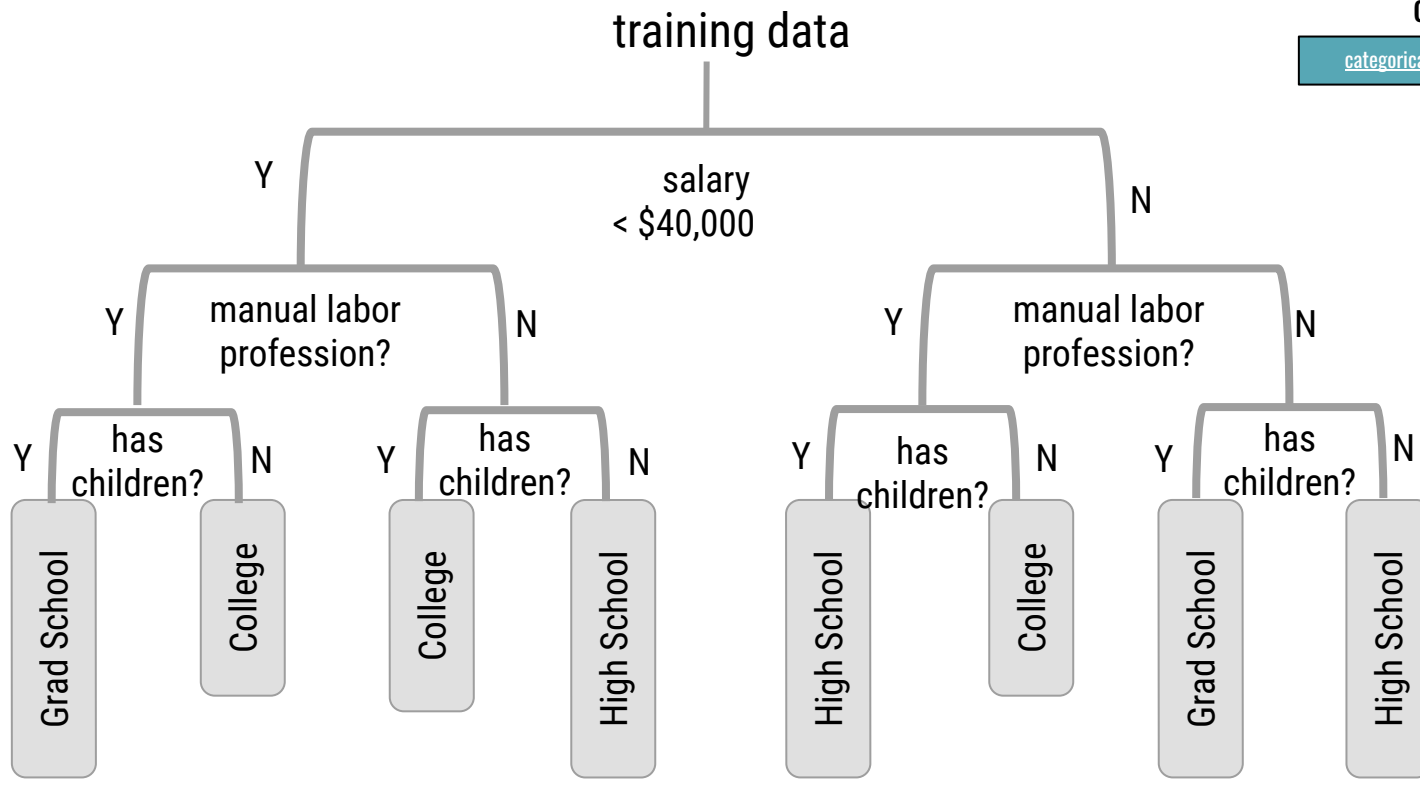 training data
Y
salary
< $40,000
N
Y
manual labor
profession?
N
Y
manual labor
profession?
N
Y
has
children?
N
Y
has
children?
N
Y
has
children?
N
Y
has
children?
N
Grad School
College
College
High School
High School
College
Grad School
High School